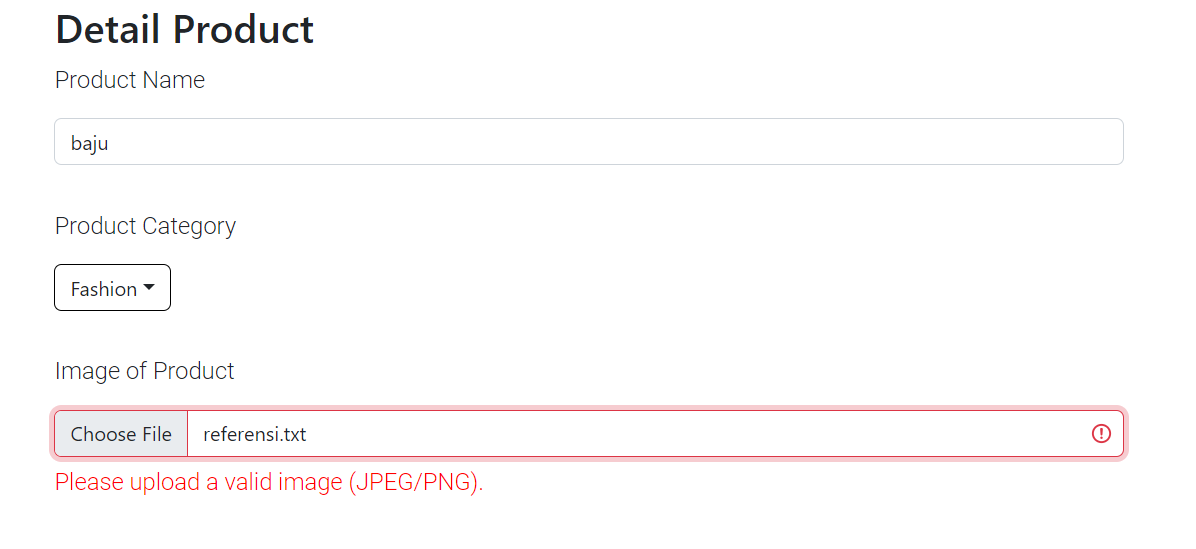 Detail Product
Product Name
baju
Product Category
Fashion
Image of Product
Choose File referensi.txt
Please upload a valid image (JPEG/PNG).